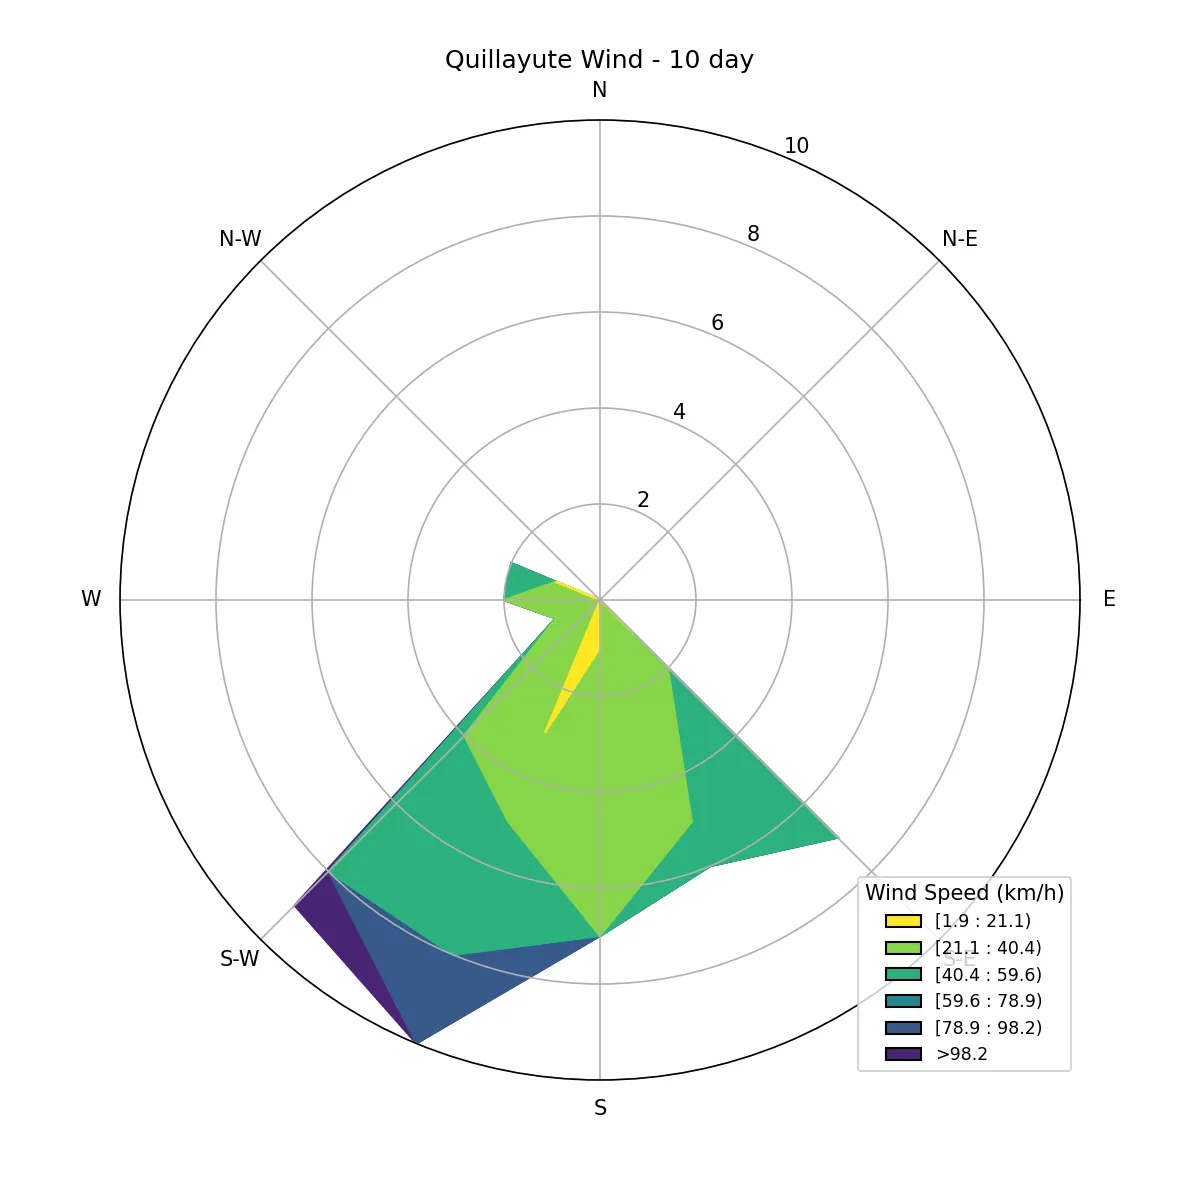 Quillayute Wind - 10 day
N
10
N-W
N-E
8
6
4
2
W
E
Wind Speed (km/h)
[1.9 : 21.1)
[21.1 : 40.4)
S-W
S-E
[40.4 : 59.6)
[59.6 : 78.9)
[78.9 : 98.2)
>98.2
S